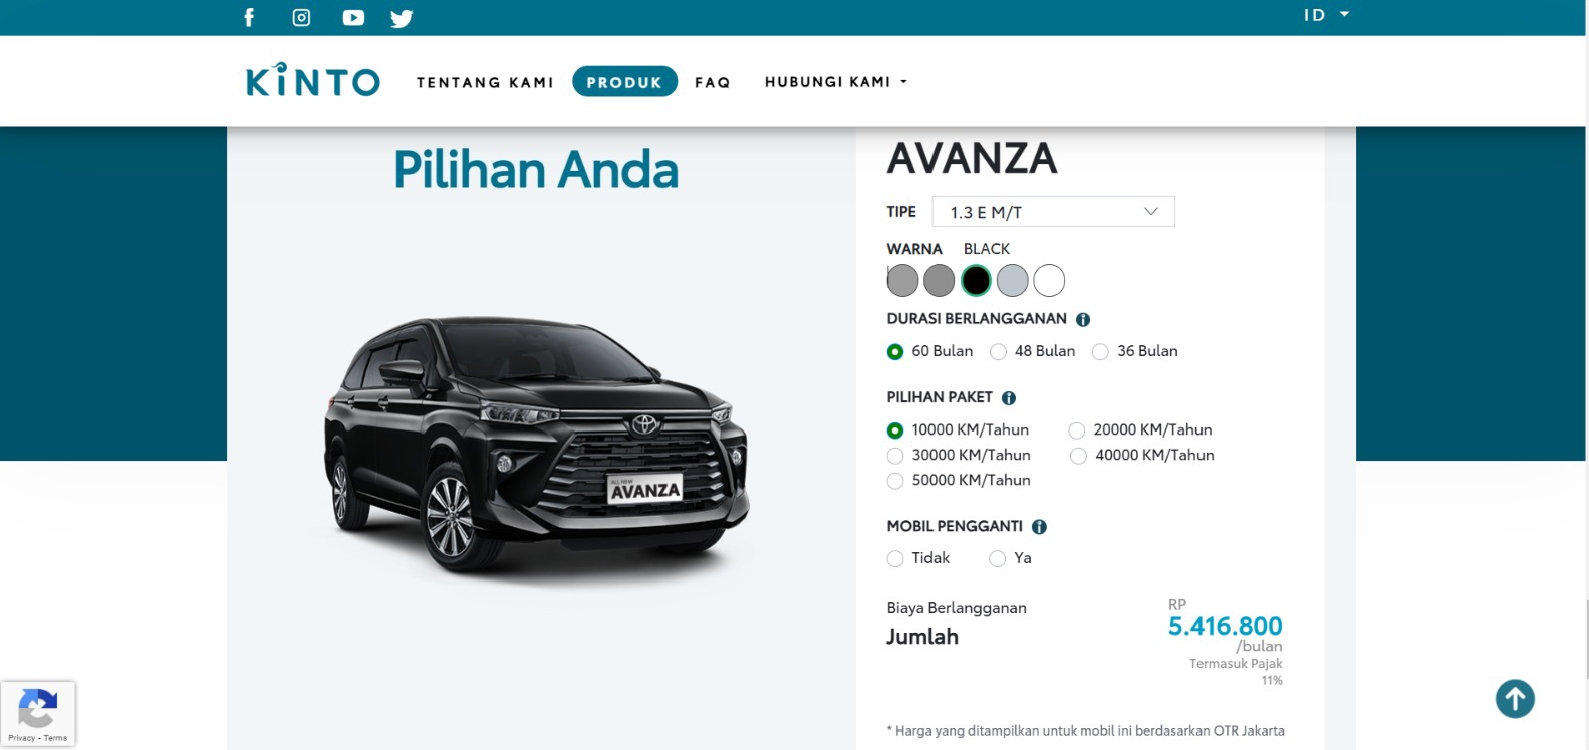 ID
KINTO
TENTANG KAMI
PRODUK
FAQ
HUBUNGI KAMI
Pilihan Anda
ALL NEW
AVANZA
AVANZA
TIPE 1.3 E M/T
WARNA BLACK
DURASI BERLANGGANAN
60 Bulan 48 Bulan 36 Bulan
PILIHAN PAKET
10000 KM/Tahun 20000 KM/Tahun
30000 KM/Tahun 40000 KM/Tahun
50000 KM/Tahun
MOBIL PENGGANTI
Tidak Ya
Biaya Berlangganan
Jumlah
RP
5.416.800
/bulan
Termasuk Pajak
11%
* Harga yang ditampilkan untuk mobil ini berdasarkan OTR Jakarta
Privacy - Terms